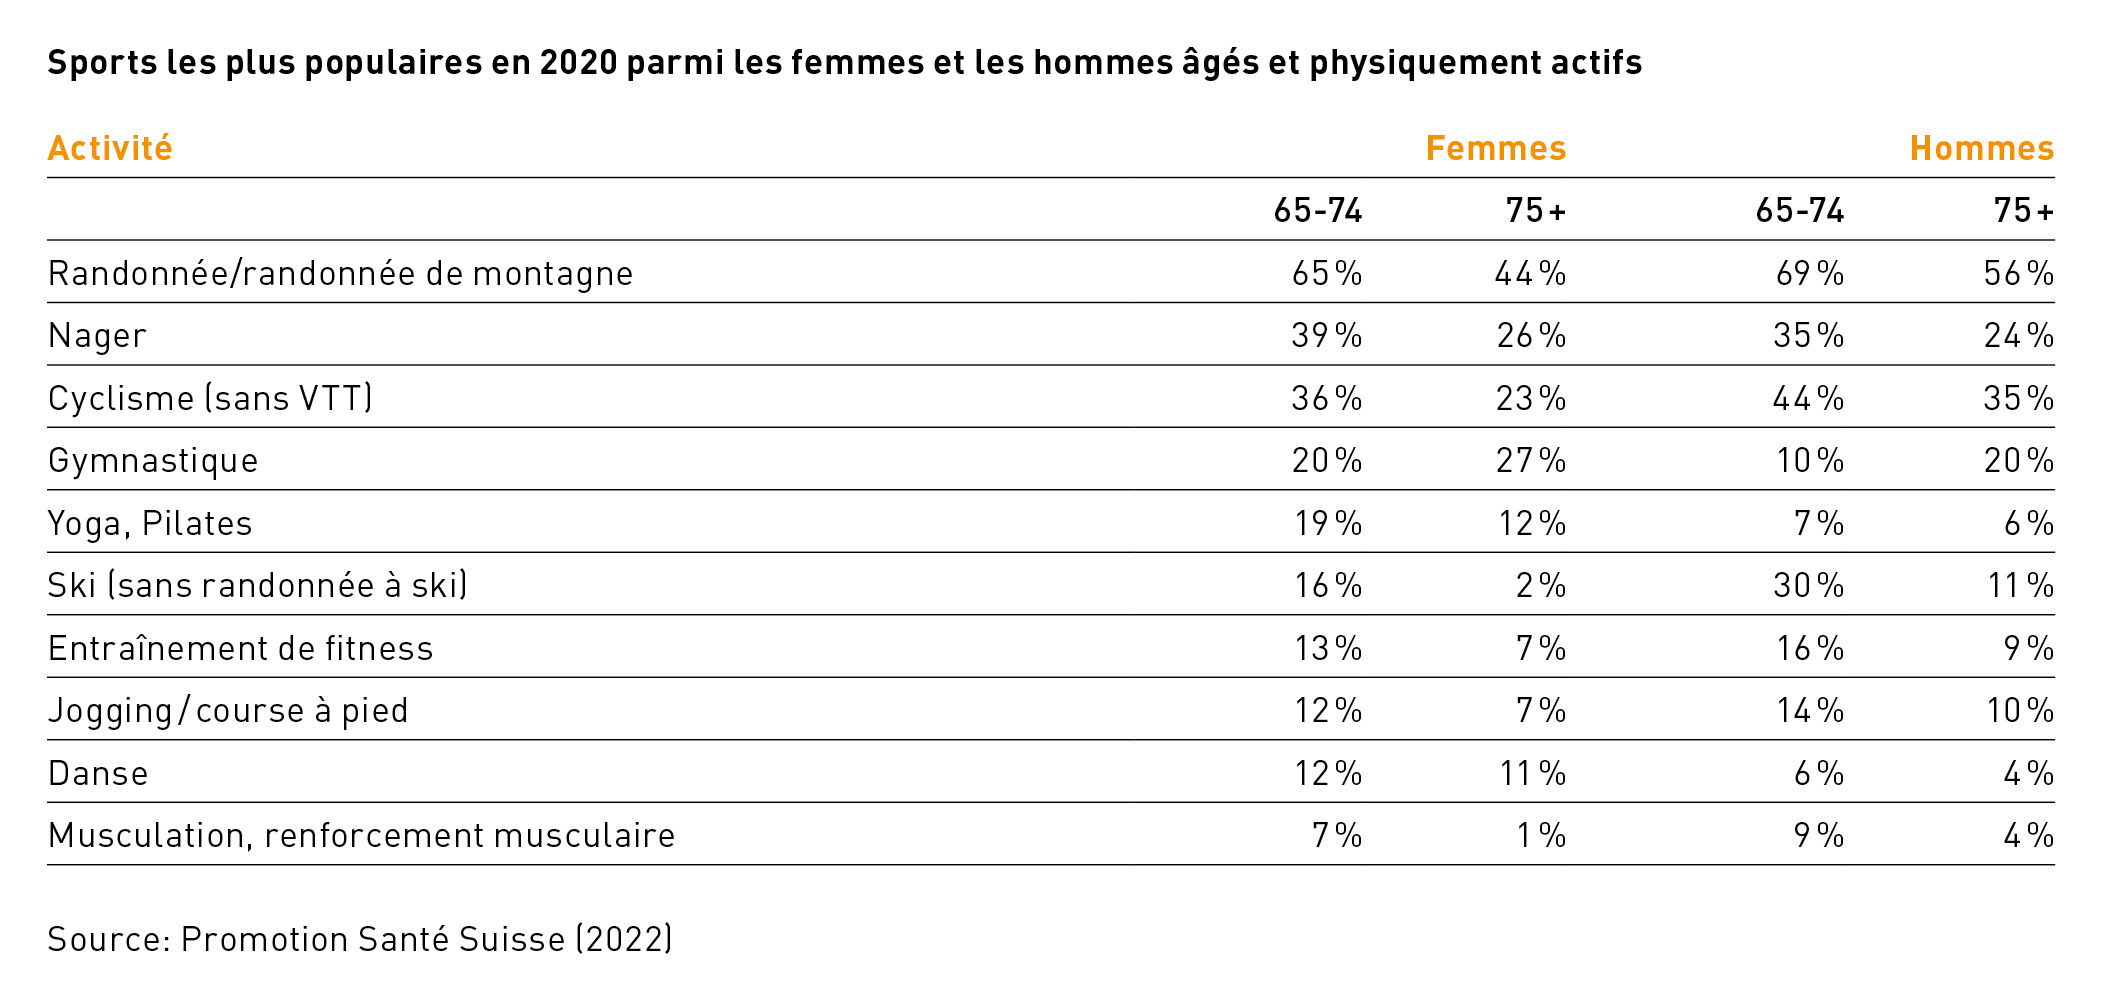 Sports les plus populaires en 2020 parmi les femmes et les hommes âgés et physiquement actifs
Activité Femmes Hommes
65-74 75+ 65-74 75+
Randonnée/randonnée de montagne 65% 44% 69% 56%
Nager 39% 26% 35% 24%
Cyclisme (sans VTT) 36% 23% 44% 35%
Gymnastique 20% 27% 10% 20%
Yoga, Pilates 19% 12% 7% 6%
Ski (sans randonnée à ski) 16% 2% 30% 11%
Entraînement de fitness 13% 7% 16% 9%
Jogging/course à pied 12% 7% 14% 10%
Danse 12% 11% 6% 4%
Musculation, renforcement musculaire 7% 1% 9% 4%
Source: Promotion Santé Suisse (2022)